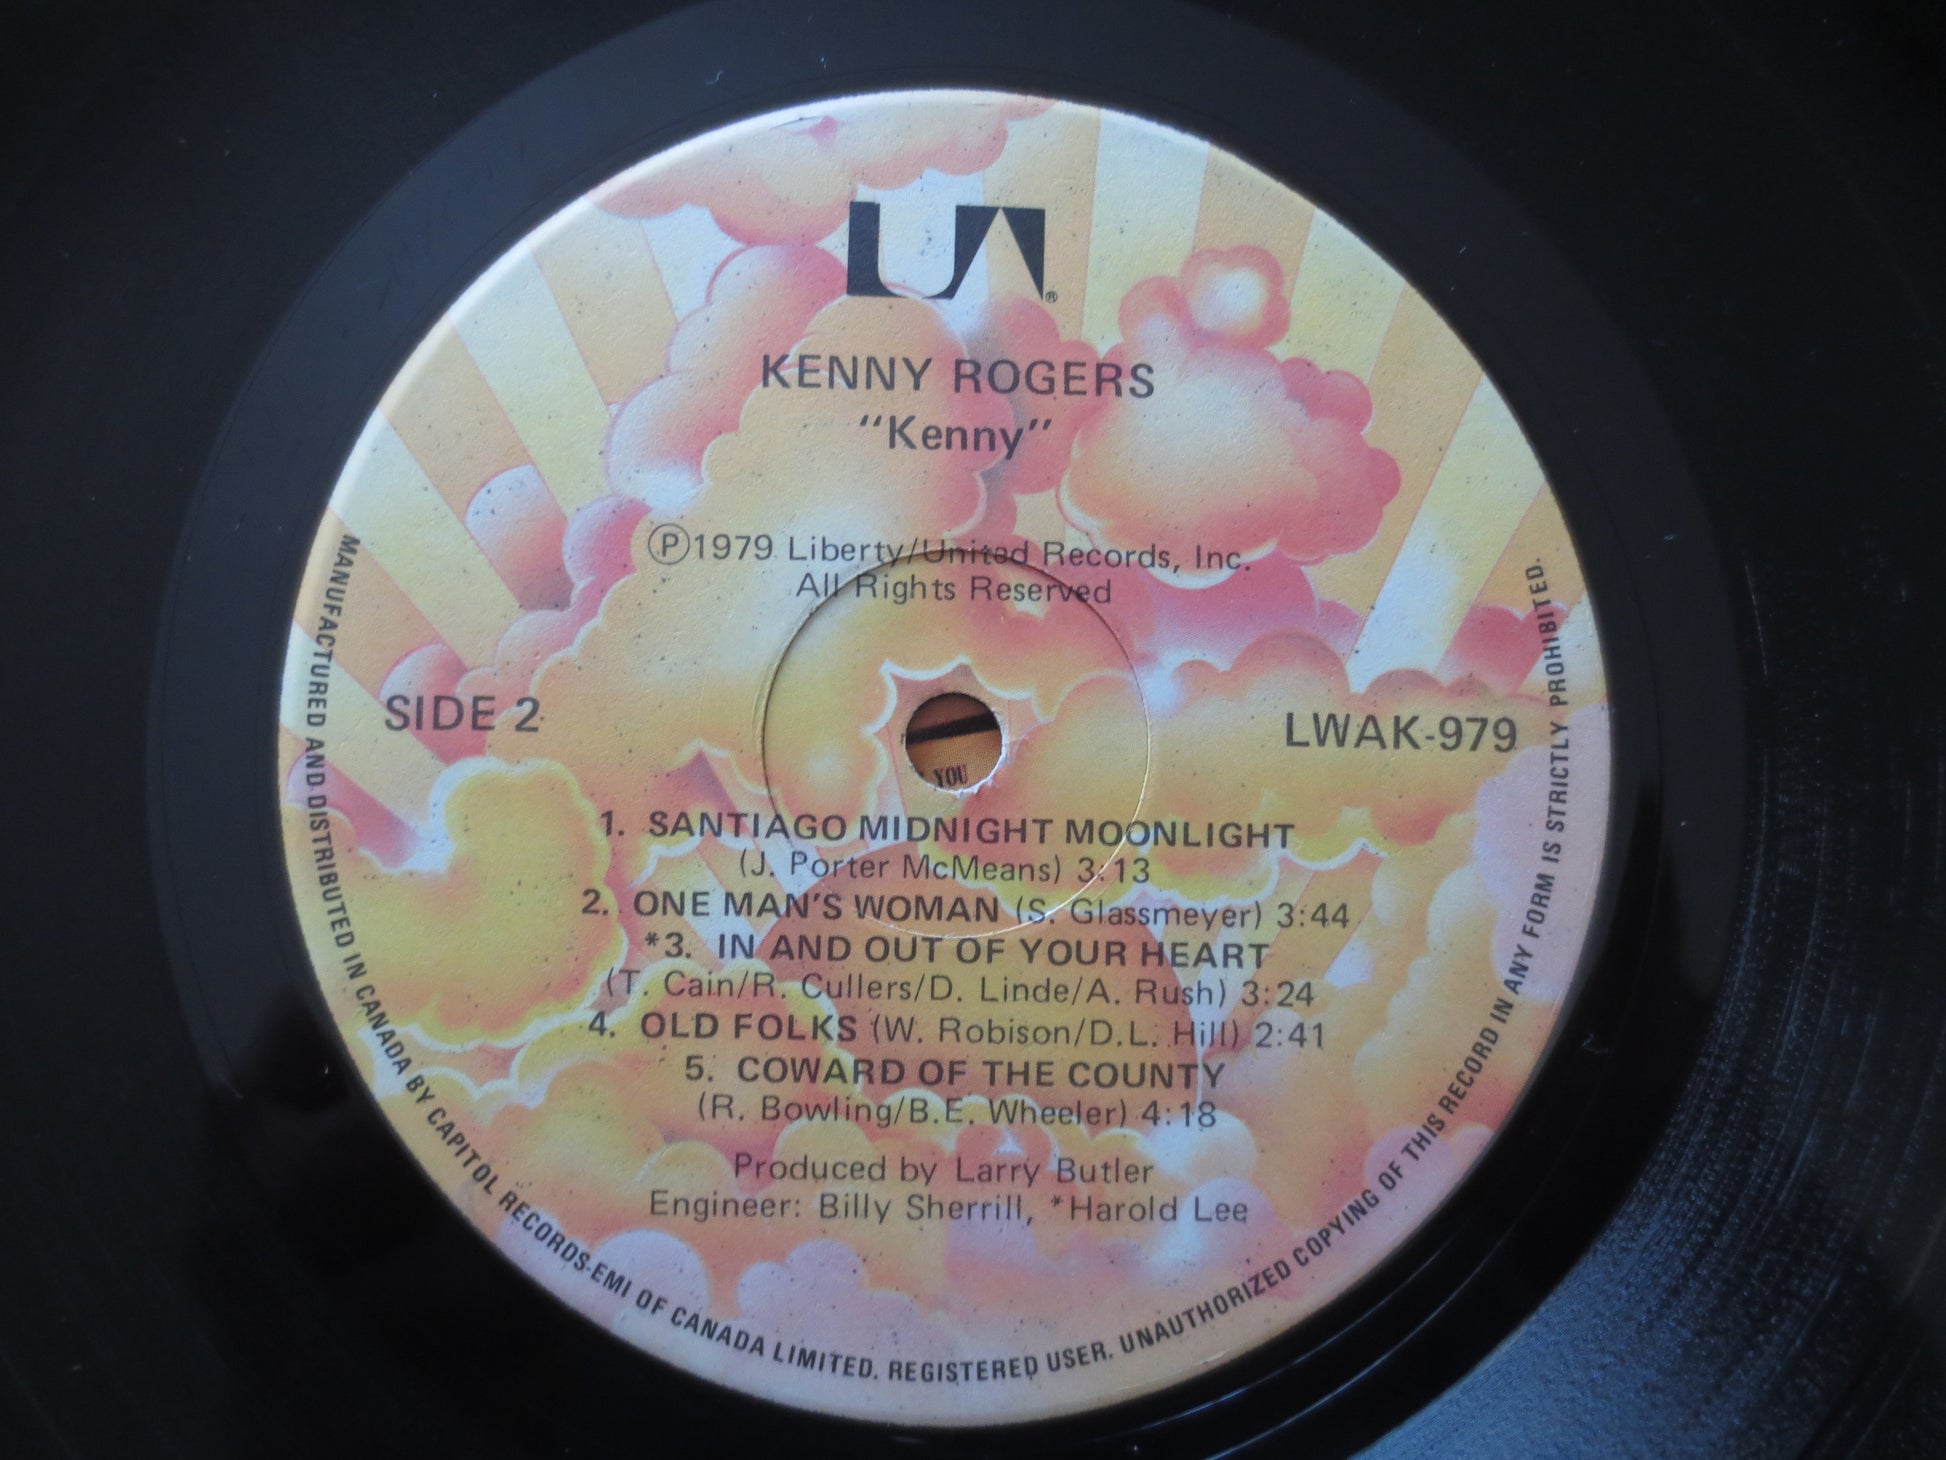 UA®
KENNY ROGERS
"Kenny"
Ⓟ1979 Liberty/United Records, Inc.
All Rights Reserved
SIDE 2
LWAK-979
YOU
1. SANTIAGO MIDNIGHT MOONLIGHT
(J. Porter McMeans) 3:13
2. ONE MAN'S WOMAN (S. Glassmeyer) 3:44
*3. IN AND OUT OF YOUR HEART
(T. Cain/R. Cullers/D. Linde/A. Rush) 3:24
4. OLD FOLKS (W. Robison/D.L. Hill) 2:41
5. COWARD OF THE COUNTY
(R. Bowling/B.E. Wheeler) 4:18
Produced by Larry Butler
Engineer: Billy Sherrill, *Harold Lee
MANUFACTURED AND DISTRIBUTED IN CANADA BY CAPITOL RECORDS-EMI OF CANADA LIMITED. REGISTERED USER. UNAUTHORIZED COPYING OF THIS RECORD IN ANY FORM IS STRICTLY PROHIBITED.